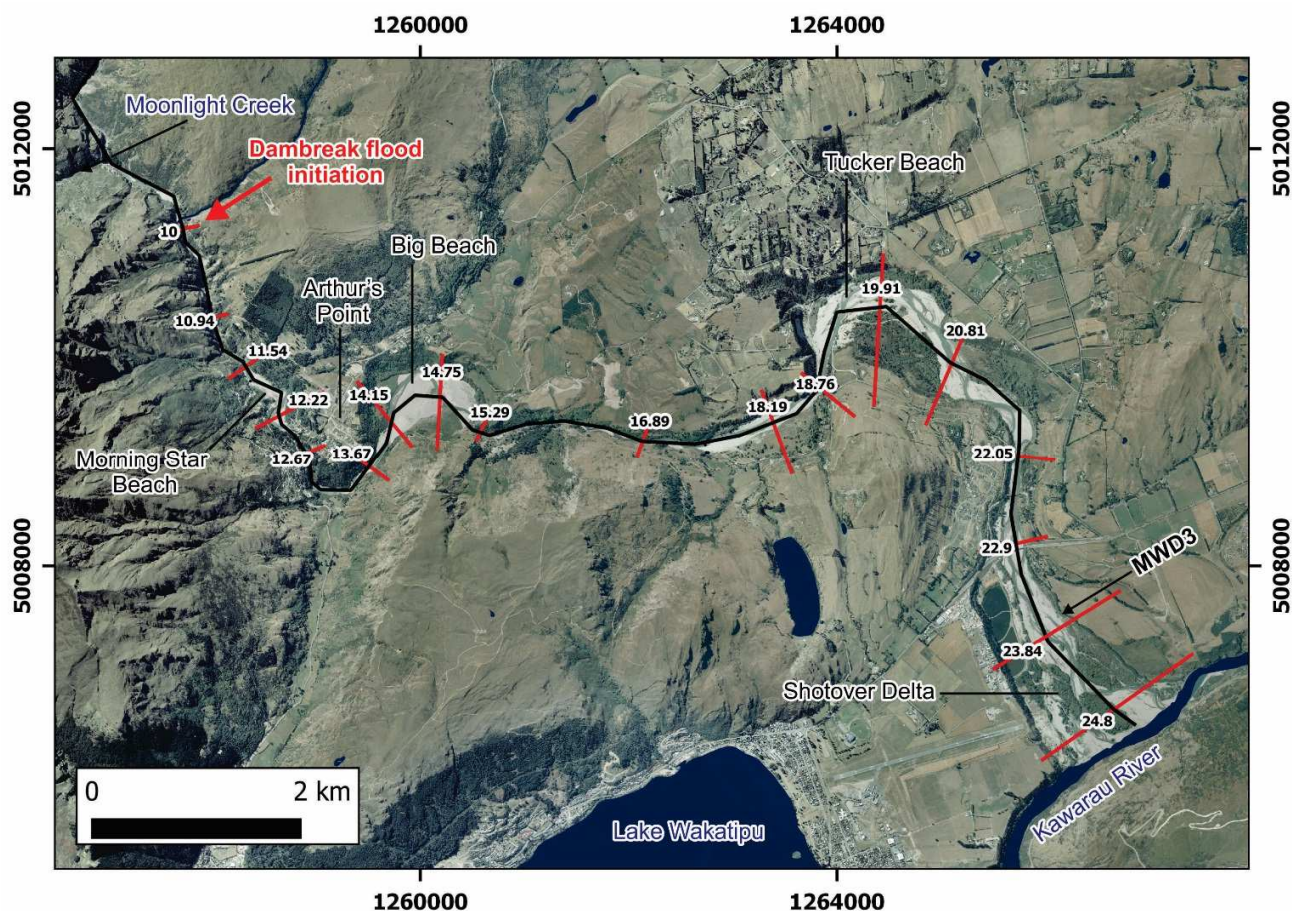 1260000
1264000
5012000
5012000
Moonlight Creek
Dambreak flood
initiation
Tucker Beach
10
Big Beach
Arthur's
Point
19.91
10.94
20.81
11.54
14.75
14.15
18.76
12.22
18.19
15.29
16.89
Morning Star
Beach
12.67
13.67
22.05
22.9
5008000
5008000
MWD3
23.84
Shotover Delta
24.8
0
2 km
Lake Wakatipu
Kawarau River
1260000
1264000